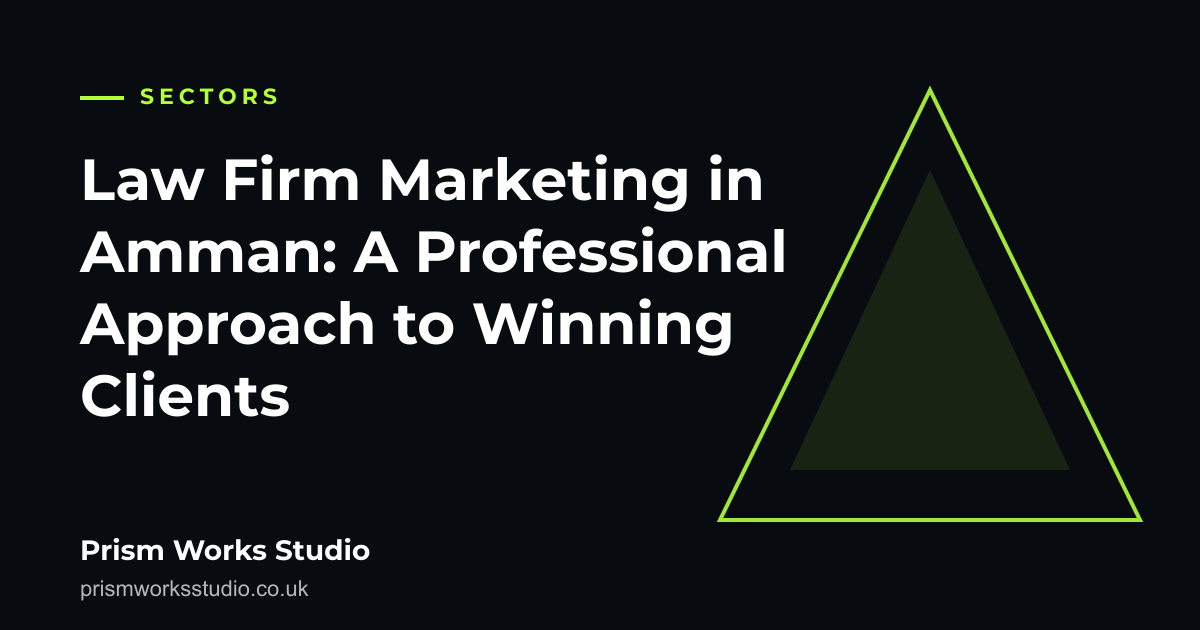 SECTORS
Law Firm Marketing in
Amman: A Professional
Approach to Winning
Clients
Prism Works Studio
prismworksstudio.co.uk